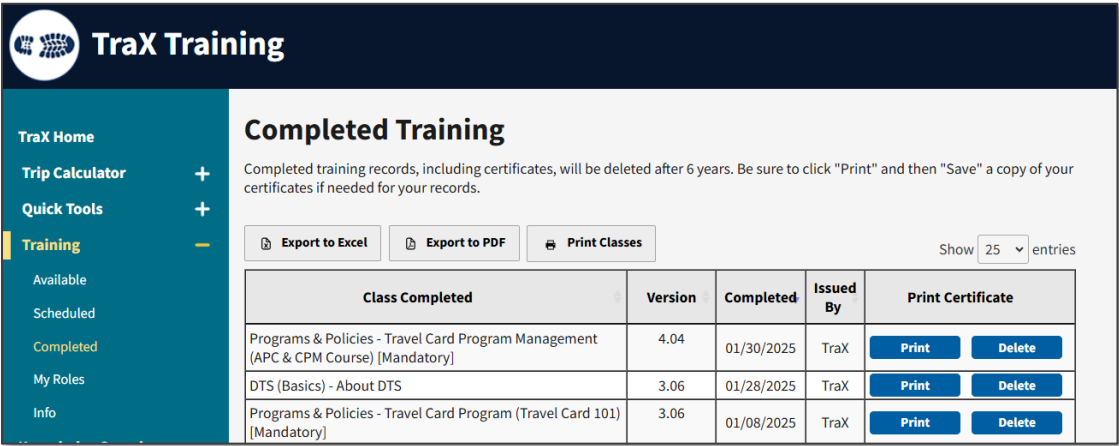 TraX Training
TraX Home
Trip Calculator
Quick Tools
Training
Available
Scheduled
Completed
My Roles
Info
Completed Training
Completed training records, including certificates, will be deleted after 6 years. Be sure to click "Print" and then "Save" a copy of your
certificates if needed for your records.
Export to Excel Export to PDF Print Classes
Show 25 entries
Class Completed Version Completed Issued By Print Certificate
Programs & Policies - Travel Card Program Management 4.04
(APC & CPM Course) [Mandatory] 01/30/2025 TraX Print Delete
DTS (Basics) - About DTS 3.06 01/28/2025 TraX Print Delete
Programs & Policies - Travel Card Program (Travel Card 101) 3.06
[Mandatory] 01/08/2025 TraX Print Delete